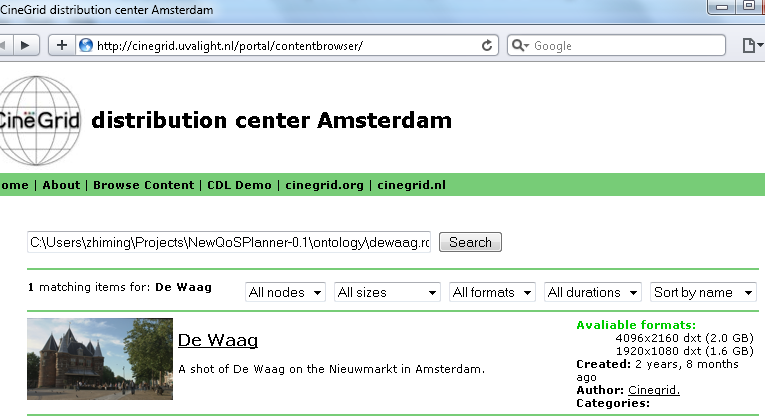 CineGrid distribution center Amsterdam
http://cinegrid.uvalight.nl/portal/contentbrowser/
Google
CineGrid
distribution center Amsterdam
ome | About | Browse Content | CDL Demo | cinegrid.org | cinegrid.nl
C:\Users\zhiming\Projects\NewQoSPlanner-0.1\ontology\dewaag.rd
Search
1 matching items for: De Waag
All nodes
All sizes
All formats
All durations
Sort by name
De Waag
A shot of De Waag on the Nieuwmarkt in Amsterdam.
Avaliable formats:
4096x2160 dxt (2.0 GB)
1920x1080 dxt (1.6 GB)
Created: 2 years, 8 months
ago
Author: Cinegrid.
Categories: